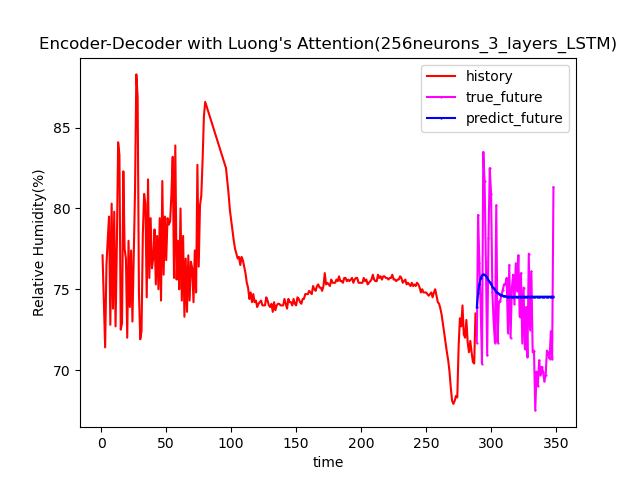 Encoder-Decoder with Luong's Attention(256neurons_3_layers_LSTM)
history
true_future
predict_future
Relative Humidity(%)
85
80
75
70
0 50 100 150 200 250 300 350
time